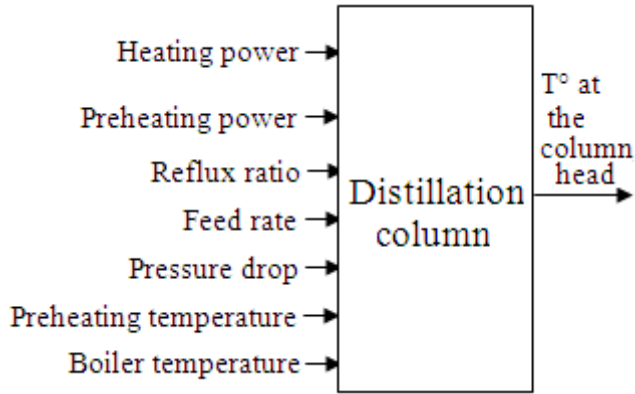 Heating power
Preheating power
Reflux ratio
Feed rate
Pressure drop
Preheating temperature
Boiler temperature
Distillation
column
T° at
the
column
head